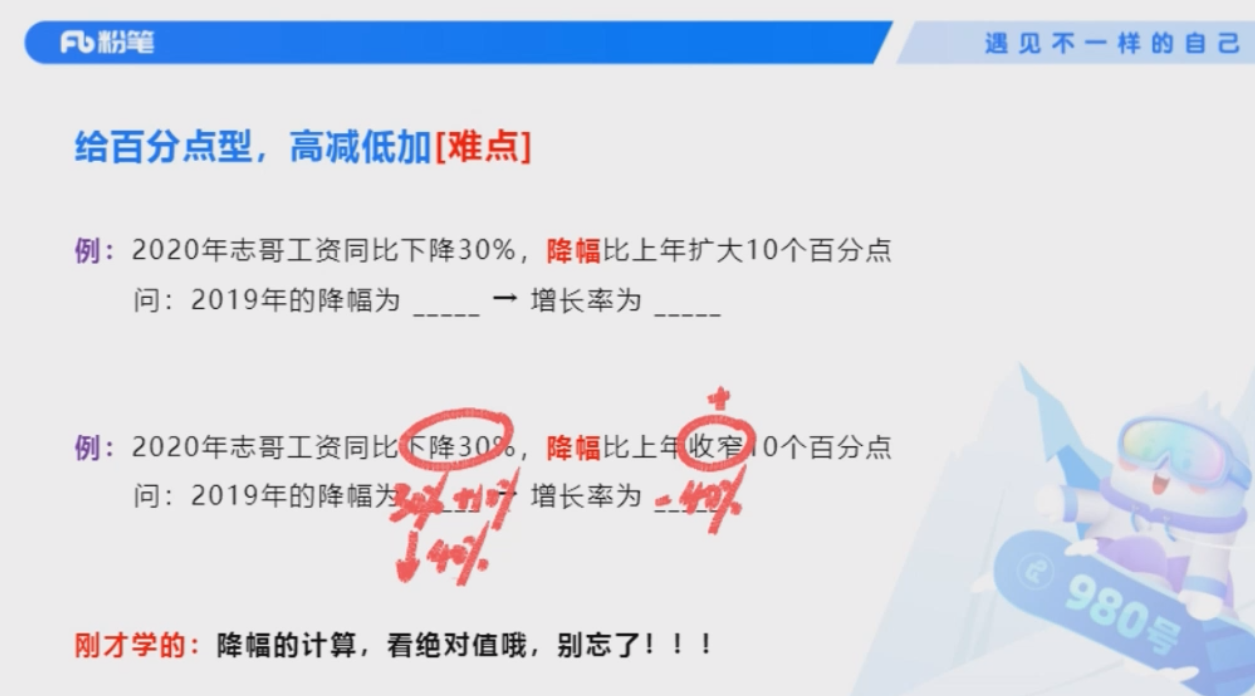 粉笔
遇见不一样的自己
给百分点型，高减低加[难点]
例：2020年志哥工资同比下降30%，降幅比上年扩大10个百分点
问：2019年的降幅为 _____ → 增长率为 _____
+
例：2020年志哥工资同比下降30%，降幅比上年收窄10个百分点
问：2019年的降幅为 30%+10% → 增长率为 -40%
↓40%
刚才学的：降幅的计算，看绝对值哦，别忘了！！！
980号